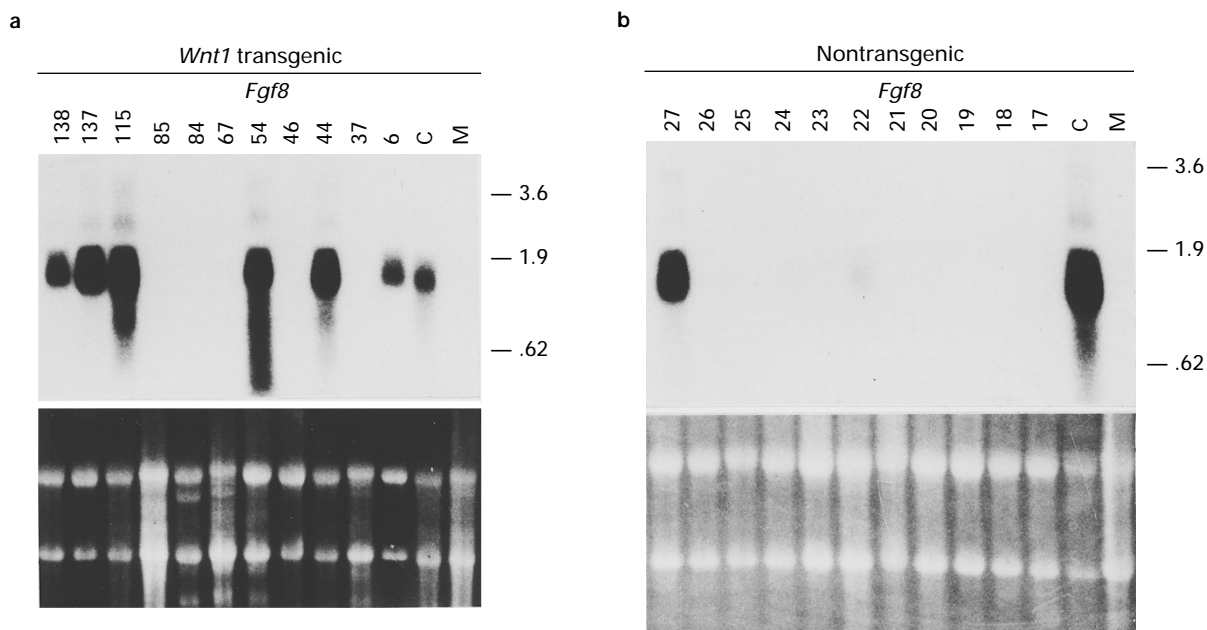 a
Wnt1 transgenic
Fgf8
138 137 115 85 84 67 54 46 44 37 6 C M
— 3.6
— 1.9
— .62
b
Nontransgenic
Fgf8
27 26 25 24 23 22 21 20 19 18 17 C M
— 3.6
— 1.9
— .62